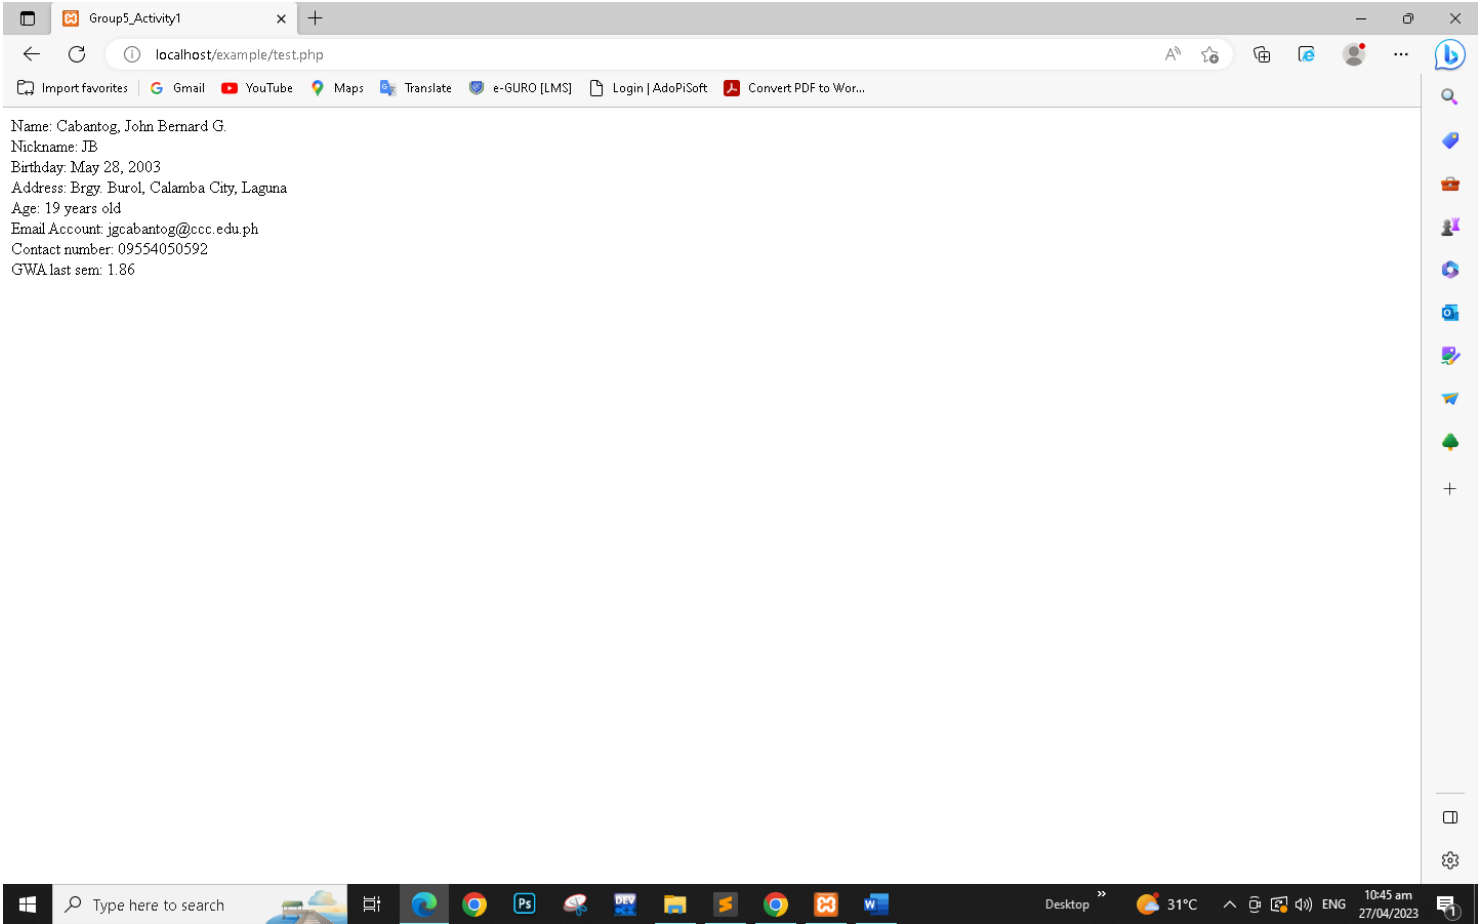 Group5_Activity1
localhost/example/test.php
Import favorites G Gmail YouTube Maps Translate e-GURO [LMS] Login | AdoPiSoft Convert PDF to Wor...
Name: Cabantog, John Bernard G.
Nickname: JB
Birthday: May 28, 2003
Address: Brgy. Burol, Calamba City, Laguna
Age: 19 years old
Email Account: jgcabantog@ccc.edu.ph
Contact number: 09554050592
GWA last sem: 1.86
Type here to search Ps DEV W Desktop 31°C ENG 10:45 am
27/04/2023